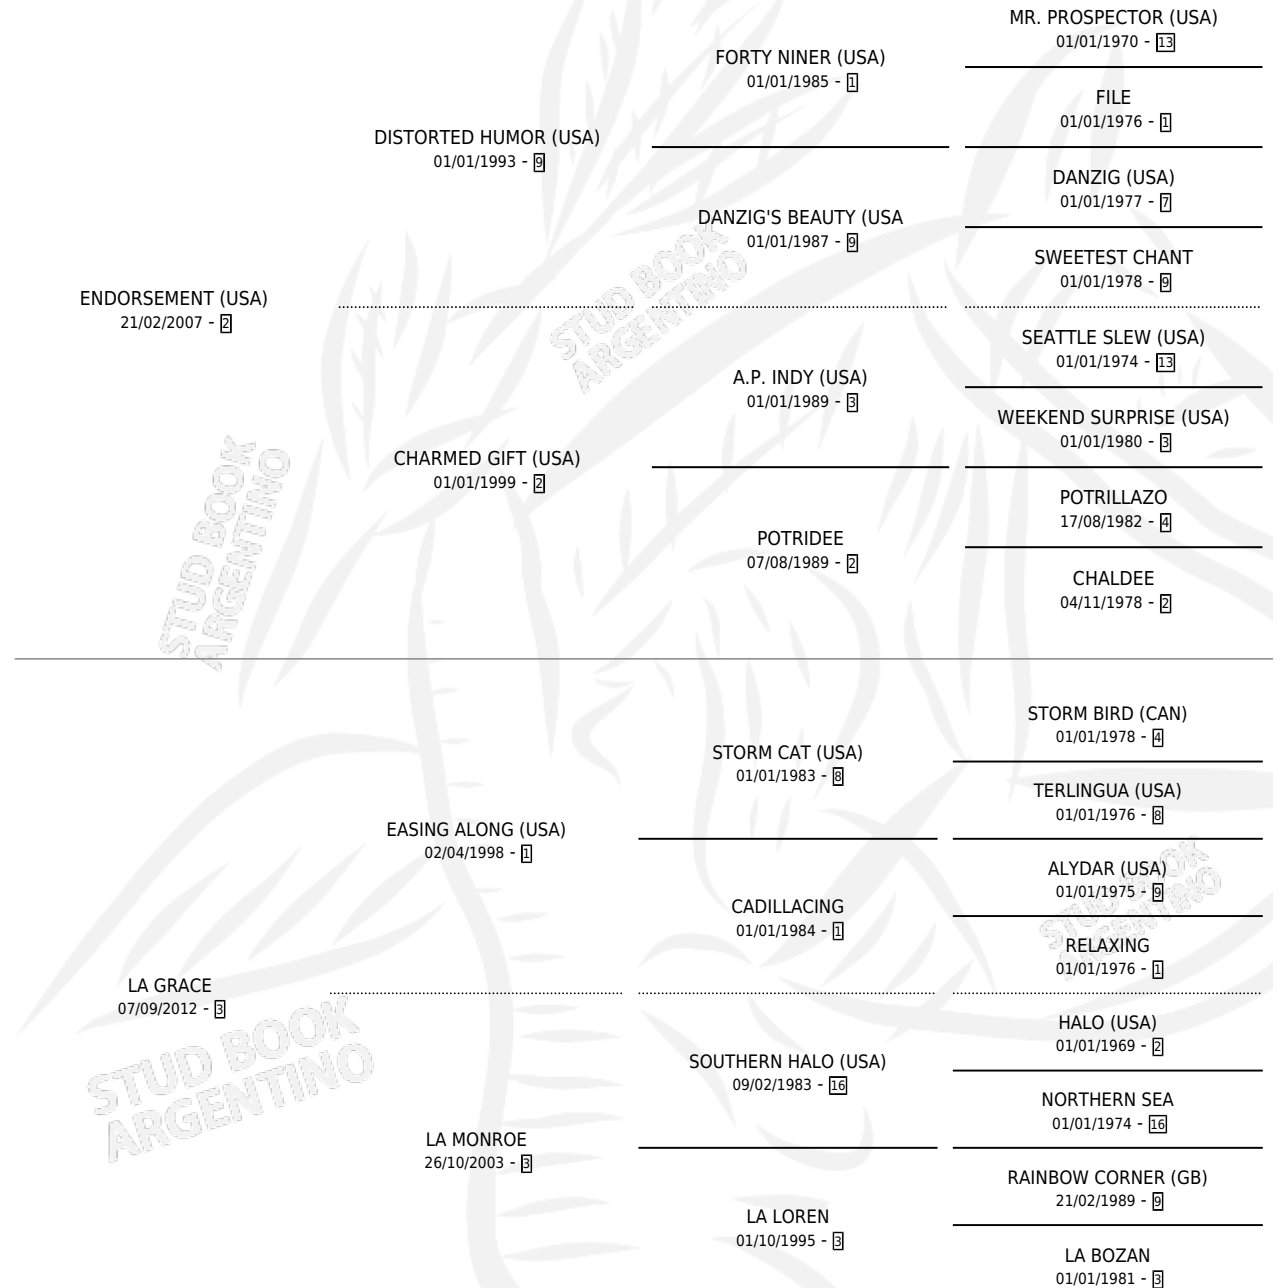 MR. PROSPECTOR (USA)
01/01/1970 - 13
FORTY NINER (USA)
01/01/1985 - 1
FILE
01/01/1976 - 1
DISTORTED HUMOR (USA)
01/01/1993 - 9
DANZIG (USA)
01/01/1977 - 7
DANZIG'S BEAUTY (USA
01/01/1987 - 9
SWEETEST CHANT
01/01/1978 - 9
ENDORSEMENT (USA)
21/02/2007 - 2
STUD BOOK
ARGENTINO
SEATTLE SLEW (USA)
01/01/1974 - 13
A.P. INDY (USA)
01/01/1989 - 3
WEEKEND SURPRISE (USA)
01/01/1980 - 3
CHARMED GIFT (USA)
01/01/1999 - 2
POTRILLAZO
17/08/1982 - 4
POTRIDEE
07/08/1989 - 2
CHALDEE
04/11/1978 - 2
STUD BOOK
ARGENTINO
STORM BIRD (CAN)
01/01/1978 - 4
STORM CAT (USA)
01/01/1983 - 8
TERLINGUA (USA)
01/01/1976 - 8
EASING ALONG (USA)
02/04/1998 - 1
ALYDAR (USA)
01/01/1975 - 9
CADILLACING
01/01/1984 - 1
STUD BOOK
ARGENTINO
RELAXING
01/01/1976 - 1
LA GRACE
07/09/2012 - 3
HALO (USA)
01/01/1969 - 2
SOUTHERN HALO (USA)
09/02/1983 - 16
STUD BOOK
ARGENTINO
NORTHERN SEA
01/01/1974 - 16
LA MONROE
26/10/2003 - 3
RAINBOW CORNER (GB)
21/02/1989 - 9
LA LOREN
01/10/1995 - 3
LA BOZAN
01/01/1981 - 3